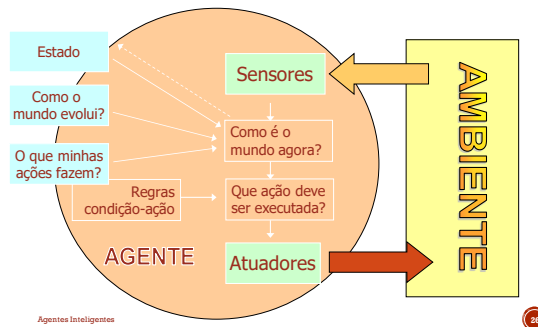 Estado
Sensores
Como o
mundo evolui?
Como é o
mundo agora?
O que minhas
ações fazem?
Regras
condição-ação
Que ação deve
ser executada?
AGENTE
Atuadores
AMBIENTE
Agentes Inteligentes
26